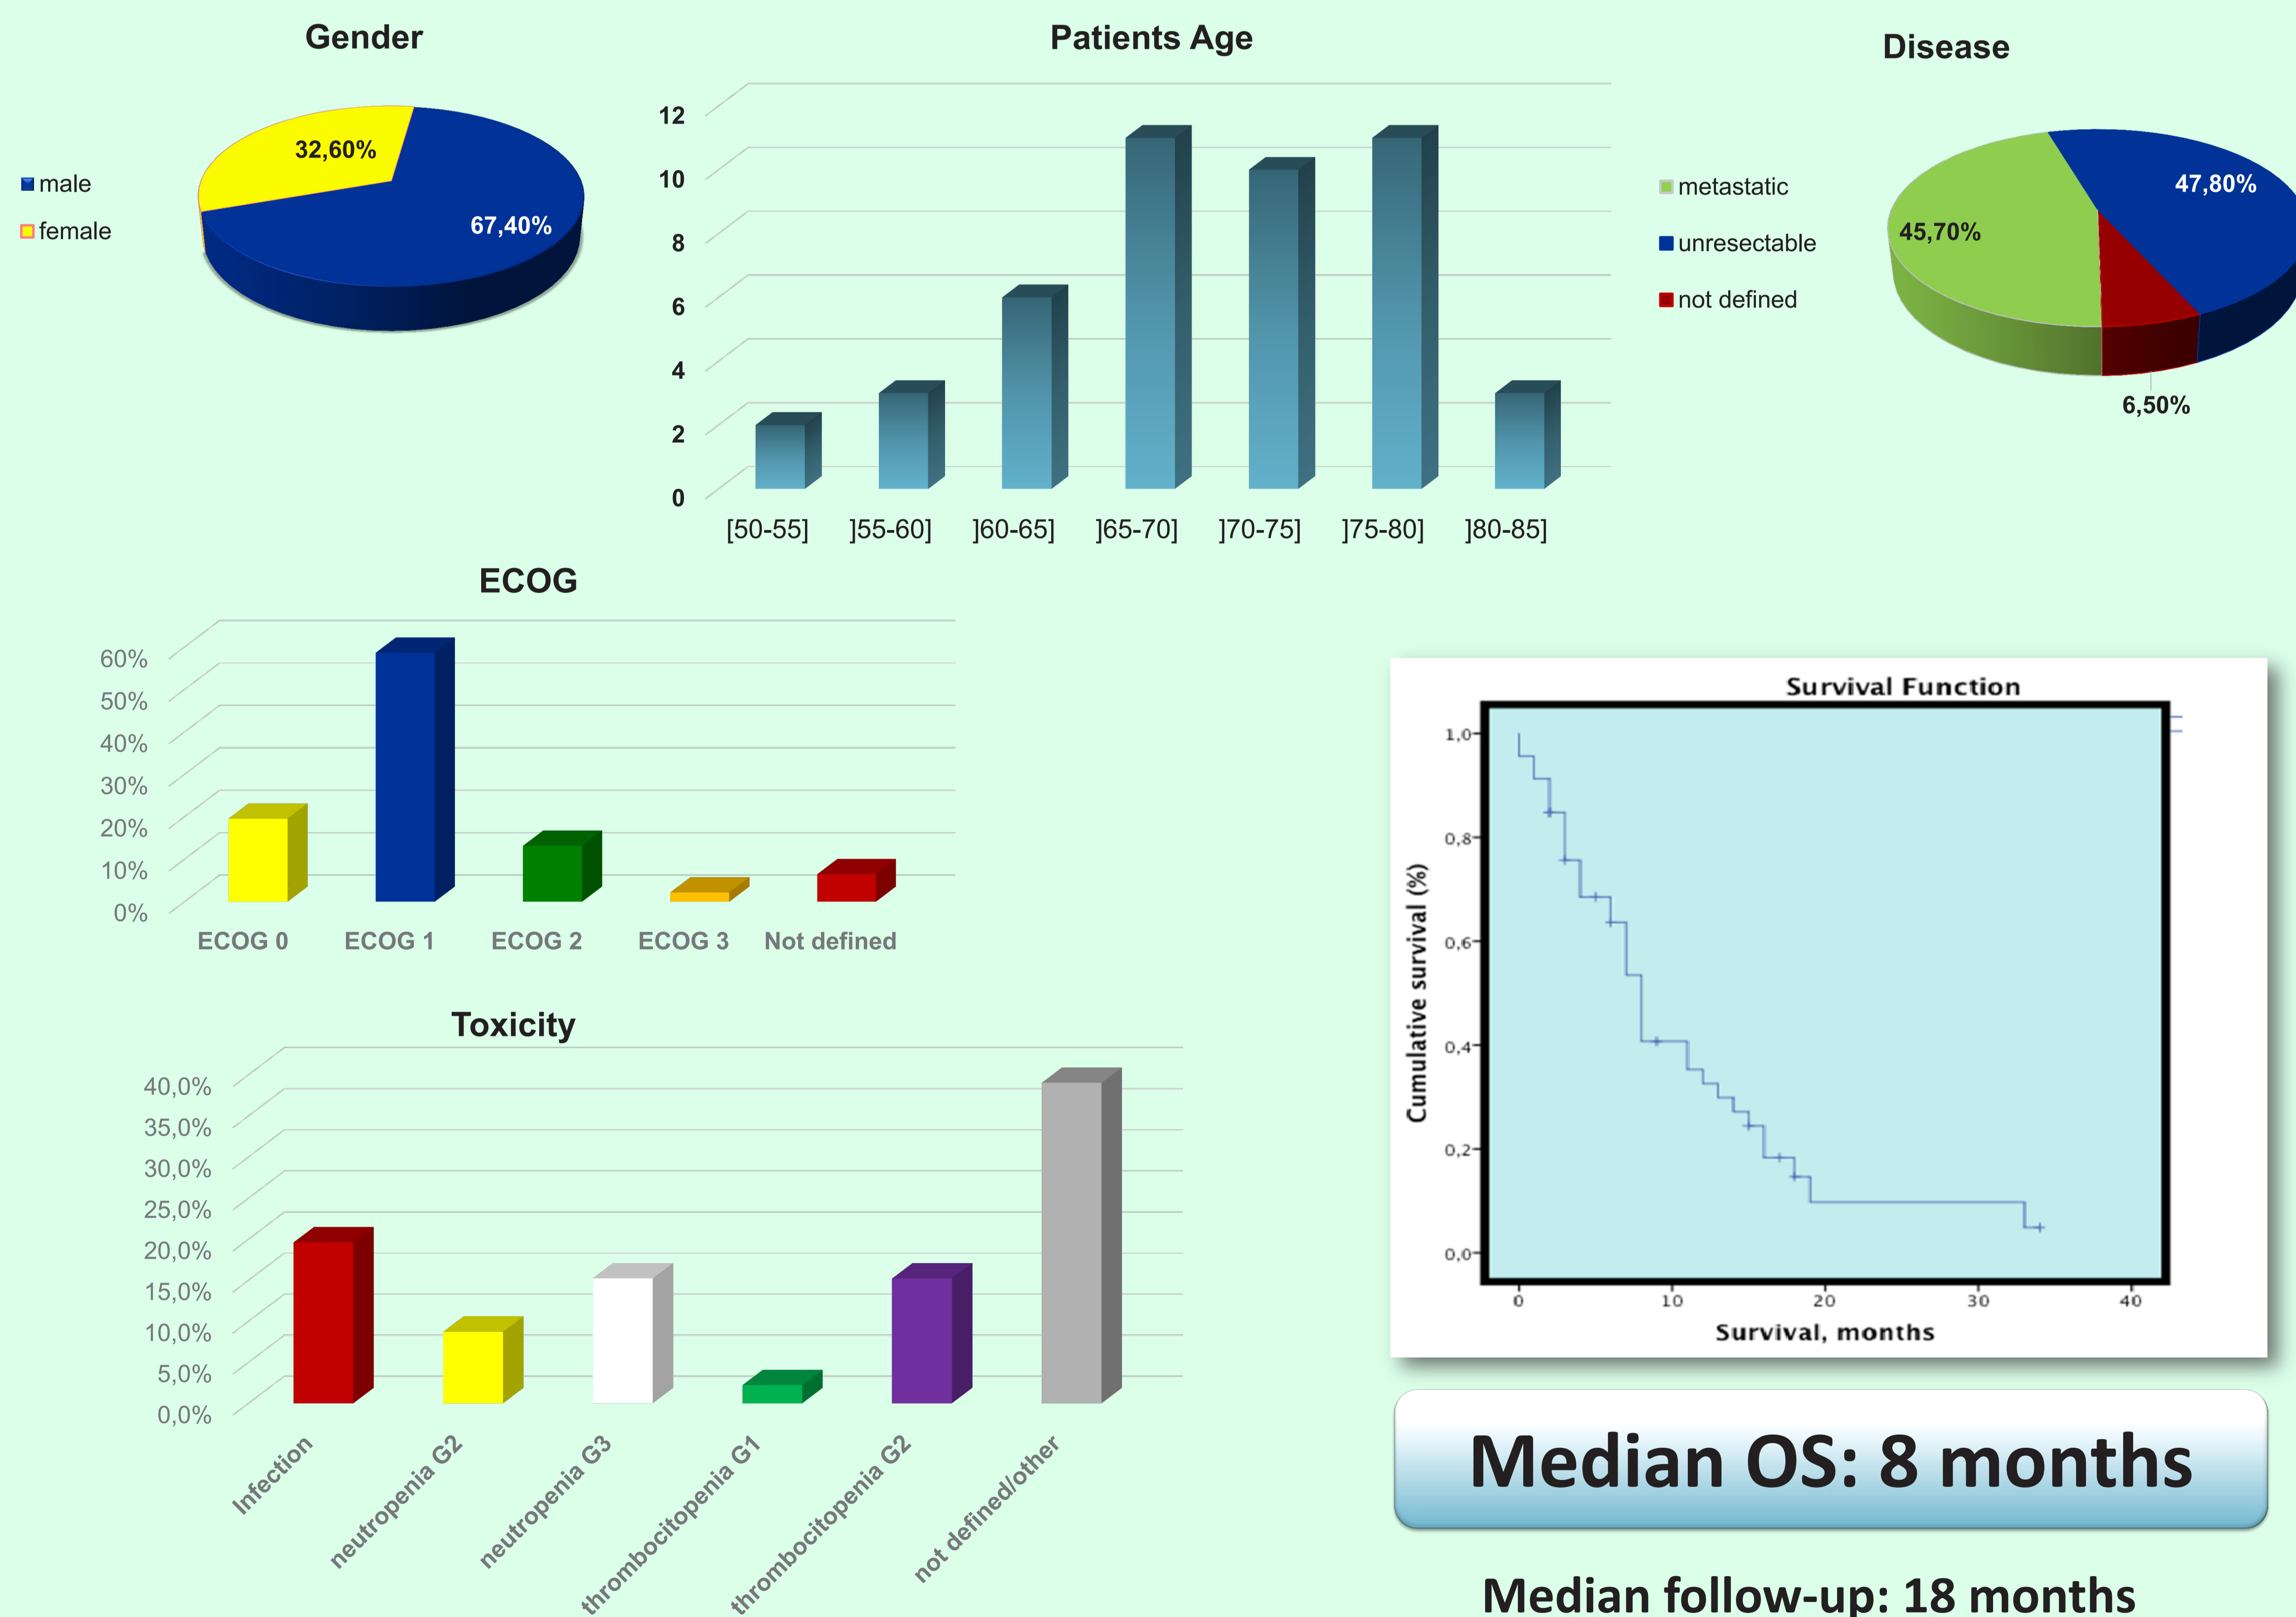 Gender
32,60%
67,40%
male
female
Patients Age
12
10
8
6
4
2
0
[50-55]
]55-60]
]60-65]
]65-70]
]70-75]
]75-80]
]80-85]
Disease
metastatic
unresectable
not defined
47,80%
45,70%
6,50%
ECOG
60%
50%
40%
30%
20%
10%
0%
ECOG 0
ECOG 1
ECOG 2
ECOG 3
Not defined
Toxicity
40,0%
35,0%
30,0%
25,0%
20,0%
15,0%
10,0%
5,0%
0,0%
Infection
neutropenia G2
neutropenia G3
thrombocitopenia G1
thrombocitopenia G2
not defined/other
Survival Function
Cumulative survival (%)
1,0
0,8
0,6
0,4
0,2
0,0
0
10
20
30
40
Survival, months
Median OS: 8 months
Median follow-up: 18 months